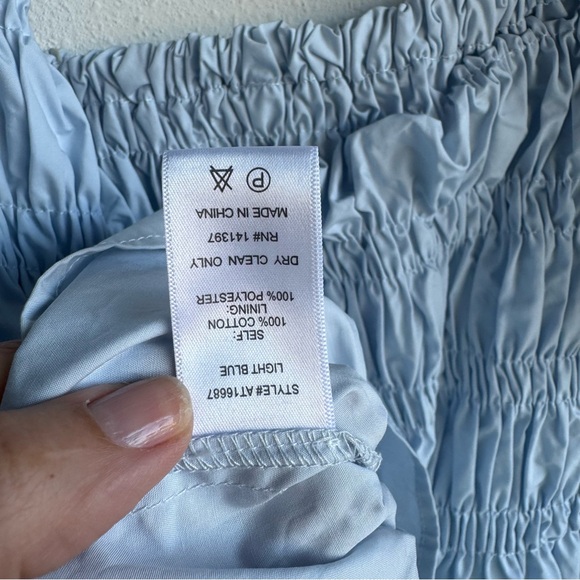 STYLE# AT16687
LIGHT BLUE
SELF:
100% COTTON
LINING:
100% POLYESTER
DRY CLEAN ONLY
RN# 141397
MADE IN CHINA
P